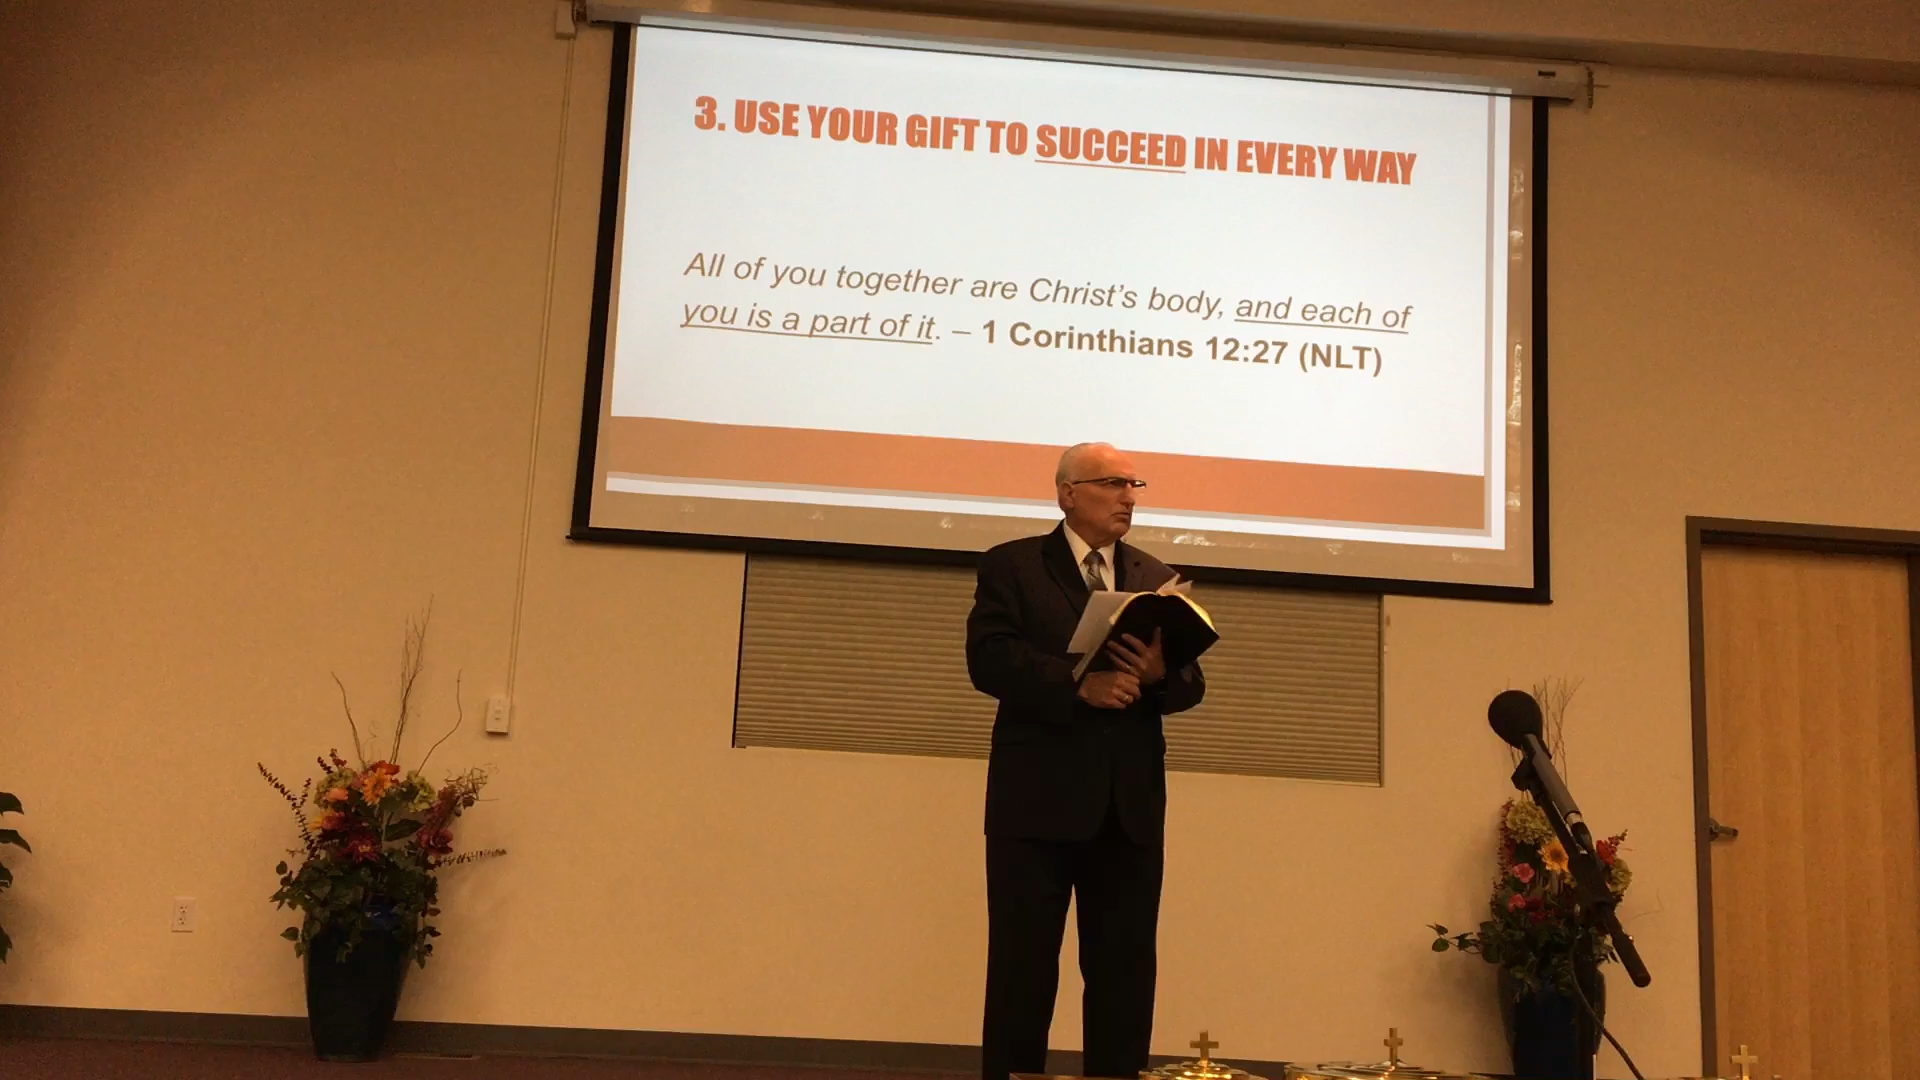 3. USE YOUR GIFT TO SUCCEED IN EVERY WAY
All of you together are Christ's body, and each of
you is a part of it. – 1 Corinthians 12:27 (NLT)